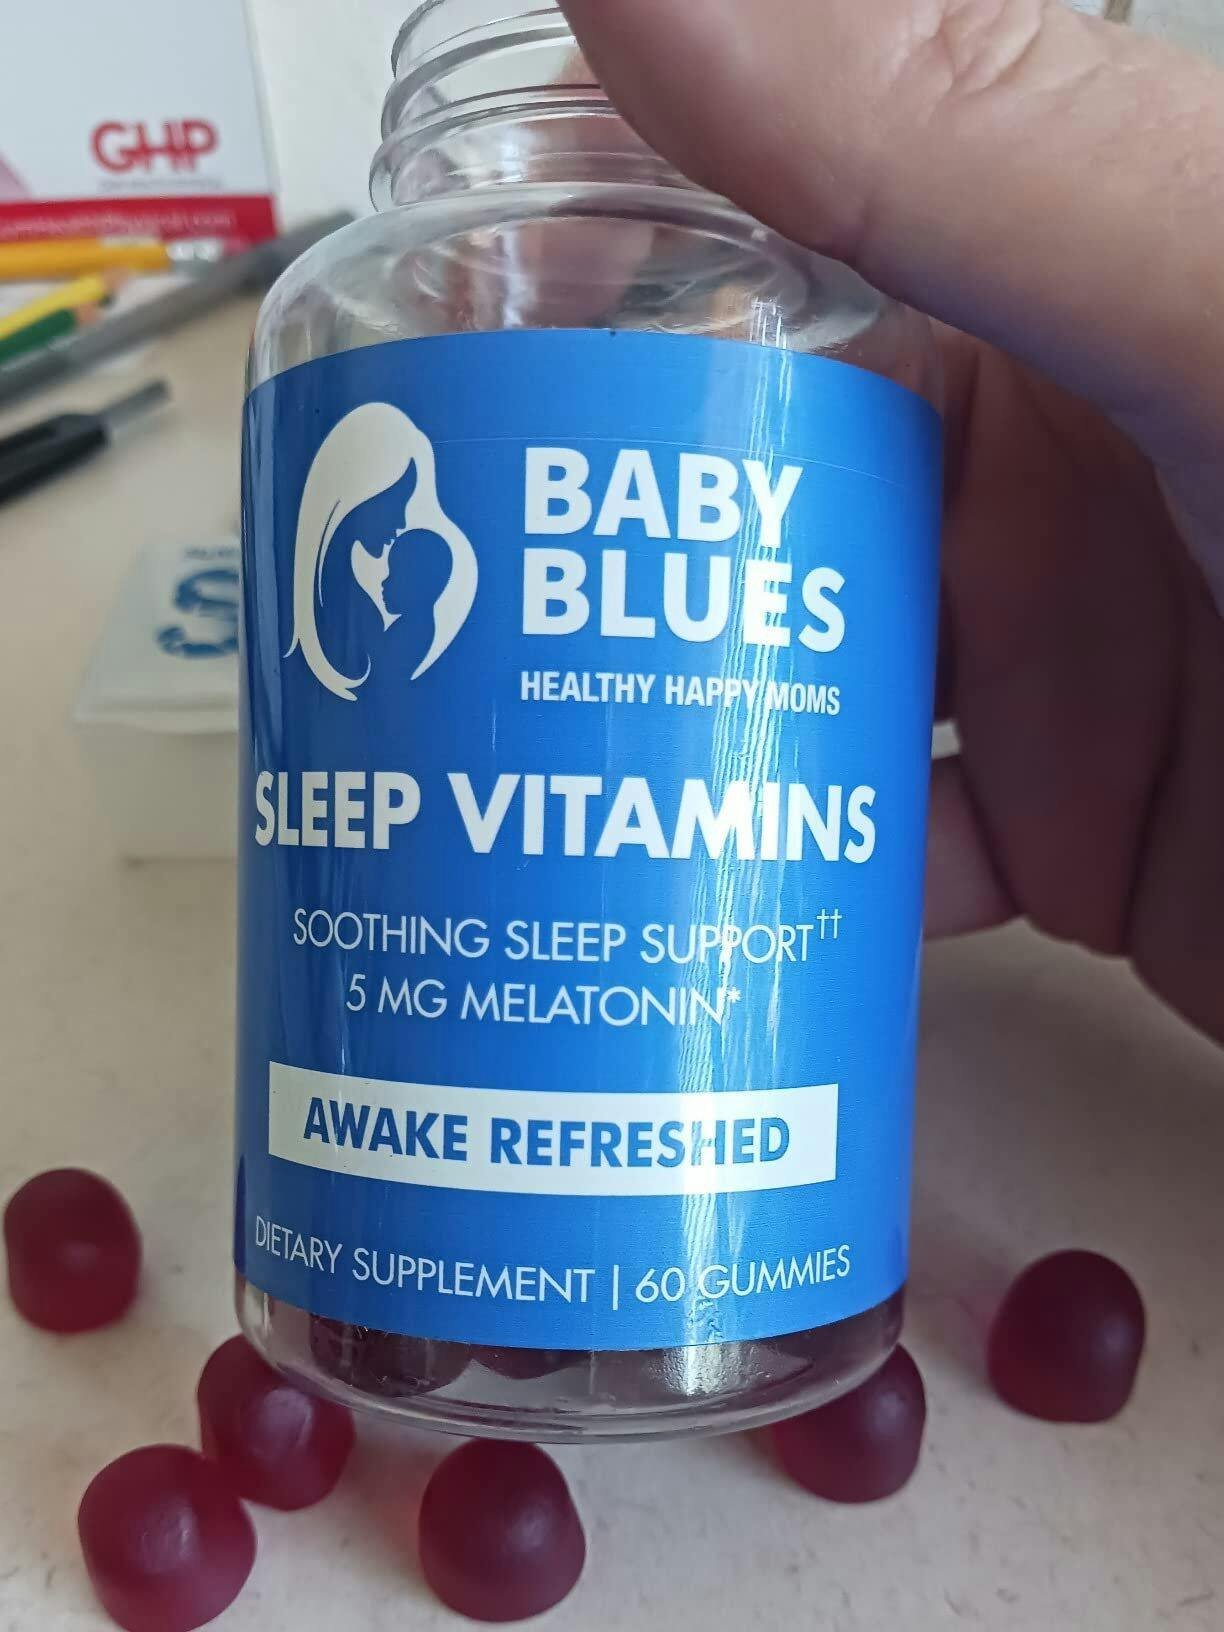 GHP
BABY
BLUES
HEALTHY HAPPY MOMS
SLEEP VITAMINS
SOOTHING SLEEP SUPPORT††
5 MG MELATONIN*
AWAKE REFRESHED
DIETARY SUPPLEMENT | 60 GUMMIES